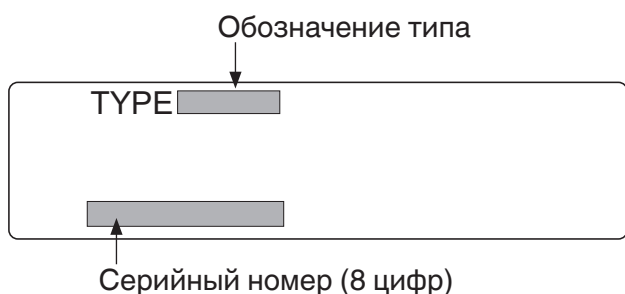 Обозначение типа
TYPE
Серийный номер (8 цифр)